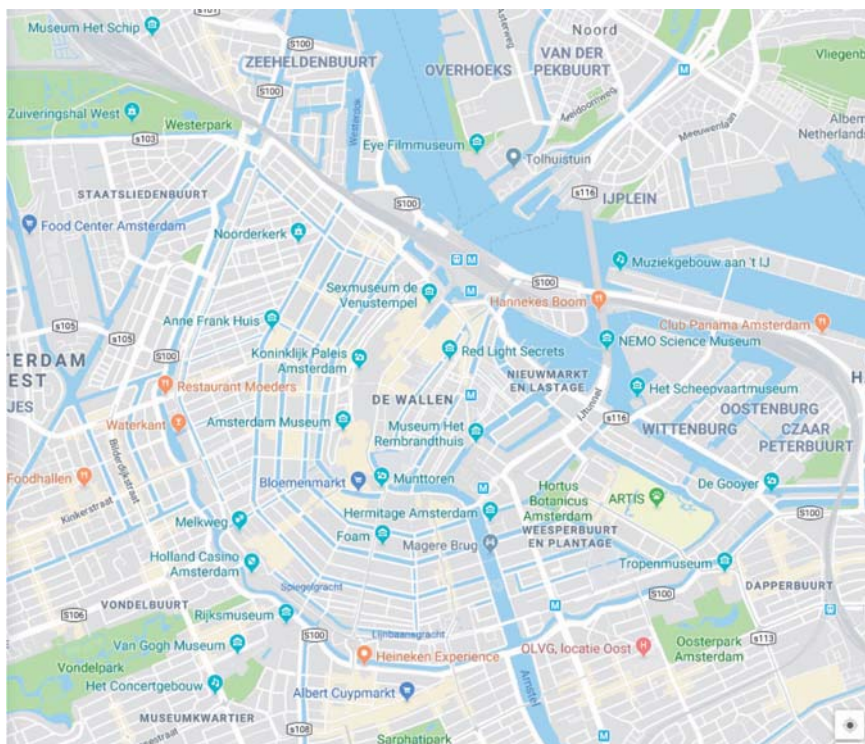 s101
Museum Het Schip
S100
ZEEHELDENBUURT
Asterweg
Noord
OVERHOEKS
VAN DER
PEKBUURT
M
Vliegenb
S100
Meidoornweg
Zuiveringshal West
Westerpark
s103
Westerdok
Eye Filmmuseum
Tolhuistuin
Meeuwenlaan
Albem
Netherlands
STAATSLIEDENBUURT
s116
IJPLEIN
S100
Food Center Amsterdam
Noorderkerk
Muziekgebouw aan 't IJ
M
S100
Sexmuseum de
Venustempel
M
Hannekes Boom
Anne Frank Huis
Club Panama Amsterdam
s105
s105
NEMO Science Museum
TERDAM
EST
S100
Koninklijk Paleis
Amsterdam
Red Light Secrets
H
NIEUWMARKT
EN LASTAGE
Restaurant Moeders
DE WALLEN
M
Het Scheepvaartmuseum
JES
OOSTENBURG
IJtunnel
s116
Waterkant
Amsterdam Museum
Museum Het
Rembrandthuis
WITTENBURG
CZAAR
PETERBUURT
Bilderdijkstraat
Foodhallen
Bloemenmarkt
Munttoren
M
Hortus
Botanicus
Amsterdam
ARTIS
De Gooyer
Kinkerstraat
Melkweg
Hermitage Amsterdam
S100
Foam
Magere Brug
WEESPERBUURT
EN PLANTAGE
Holland Casino
Amsterdam
Tropenmuseum
Spiegelgracht
DAPPERBUURT
VONDELBUURT
S100
S106
Rijksmuseum
M
S100
Lijnbaansgracht
s113
Van Gogh Museum
Heineken Experience
OLVG, locatie Oost
Oosterpark
Amsterdam
Vondelpark
Het Concertgebouw
Albert Cuypmarkt
Amstel
MUSEUMKWARTIER
s108
M
nesestraat
Sarphatipark